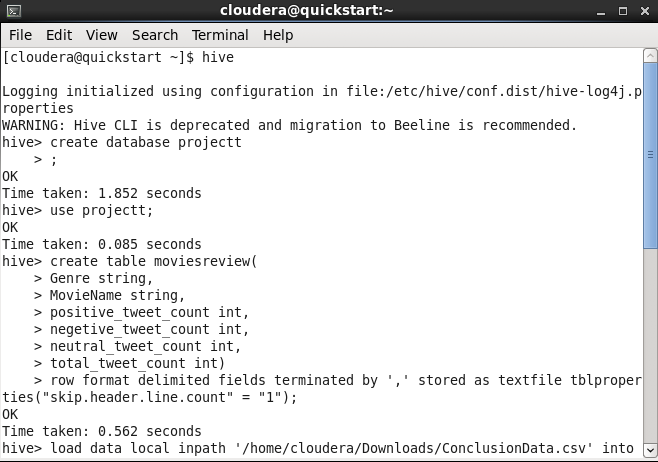 cloudera@quickstart:~
File Edit View Search Terminal Help
[cloudera@quickstart ~]$ hive
Logging initialized using configuration in file:/etc/hive/conf.dist/hive-log4j.p
roperties
WARNING: Hive CLI is deprecated and migration to Beeline is recommended.
hive> create database projectt
    > ;
OK
Time taken: 1.852 seconds
hive> use projectt;
OK
Time taken: 0.085 seconds
hive> create table moviesreview(
    > Genre string,
    > MovieName string,
    > positive_tweet_count int,
    > negetive_tweet_count int,
    > neutral_tweet_count int,
    > total_tweet_count int)
    > row format delimited fields terminated by ',' stored as textfile tblproper
ties("skip.header.line.count" = "1");
OK
Time taken: 0.562 seconds
hive> load data local inpath '/home/cloudera/Downloads/ConclusionData.csv' into